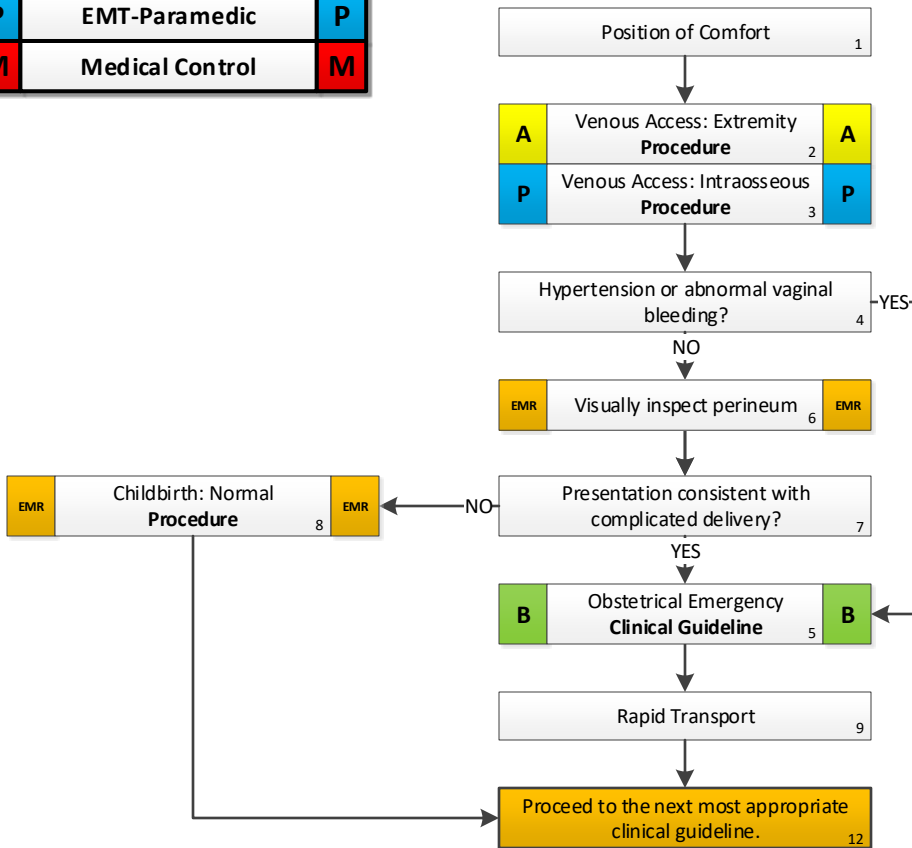 P EMT-Paramedic P
M Medical Control M
Position of Comfort
1
A Venous Access: Extremity A
Procedure 2
P Venous Access: Intraosseous P
Procedure 3
Hypertension or abnormal vaginal
bleeding? 4
YES
NO
EMR Visually inspect perineum 6 EMR
Presentation consistent with
complicated delivery? 7
NO
EMR Childbirth: Normal EMR
Procedure 8
YES
B Obstetrical Emergency B
Clinical Guideline 5
Rapid Transport
9
Proceed to the next most appropriate
clinical guideline. 12